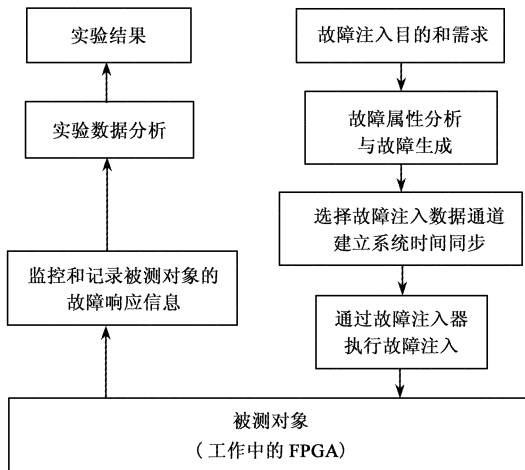 实验结果
实验数据分析
监控和记录被测对象的
故障响应信息
故障注入目的和需求
故障属性分析
与故障生成
选择故障注入数据通道
建立系统时间同步
通过故障注入器
执行故障注入
被测对象
（工作中的 FPGA）